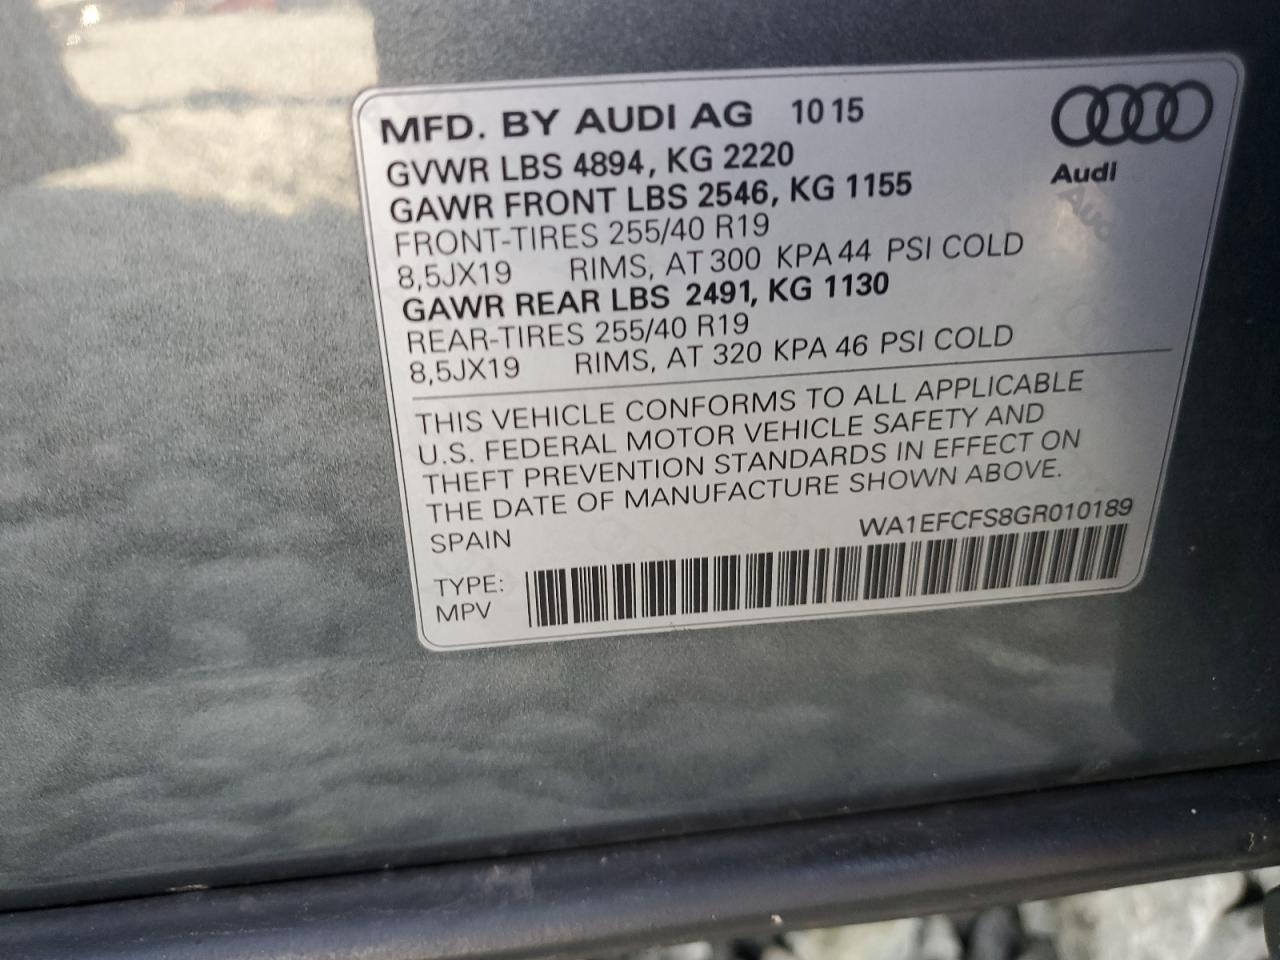 MFD. BY AUDI AG 10 15
Audi
GVWR LBS 4894, KG 2220
GAWR FRONT LBS 2546, KG 1155
FRONT-TIRES 255/40 R19
8,5JX19 RIMS, AT 300 KPA 44 PSI COLD
GAWR REAR LBS 2491, KG 1130
REAR-TIRES 255/40 R19
8,5JX19 RIMS, AT 320 KPA 46 PSI COLD
THIS VEHICLE CONFORMS TO ALL APPLICABLE
U.S. FEDERAL MOTOR VEHICLE SAFETY AND
THEFT PREVENTION STANDARDS IN EFFECT ON
THE DATE OF MANUFACTURE SHOWN ABOVE.
SPAIN WA1EFCFS8GR010189
TYPE:
MPV